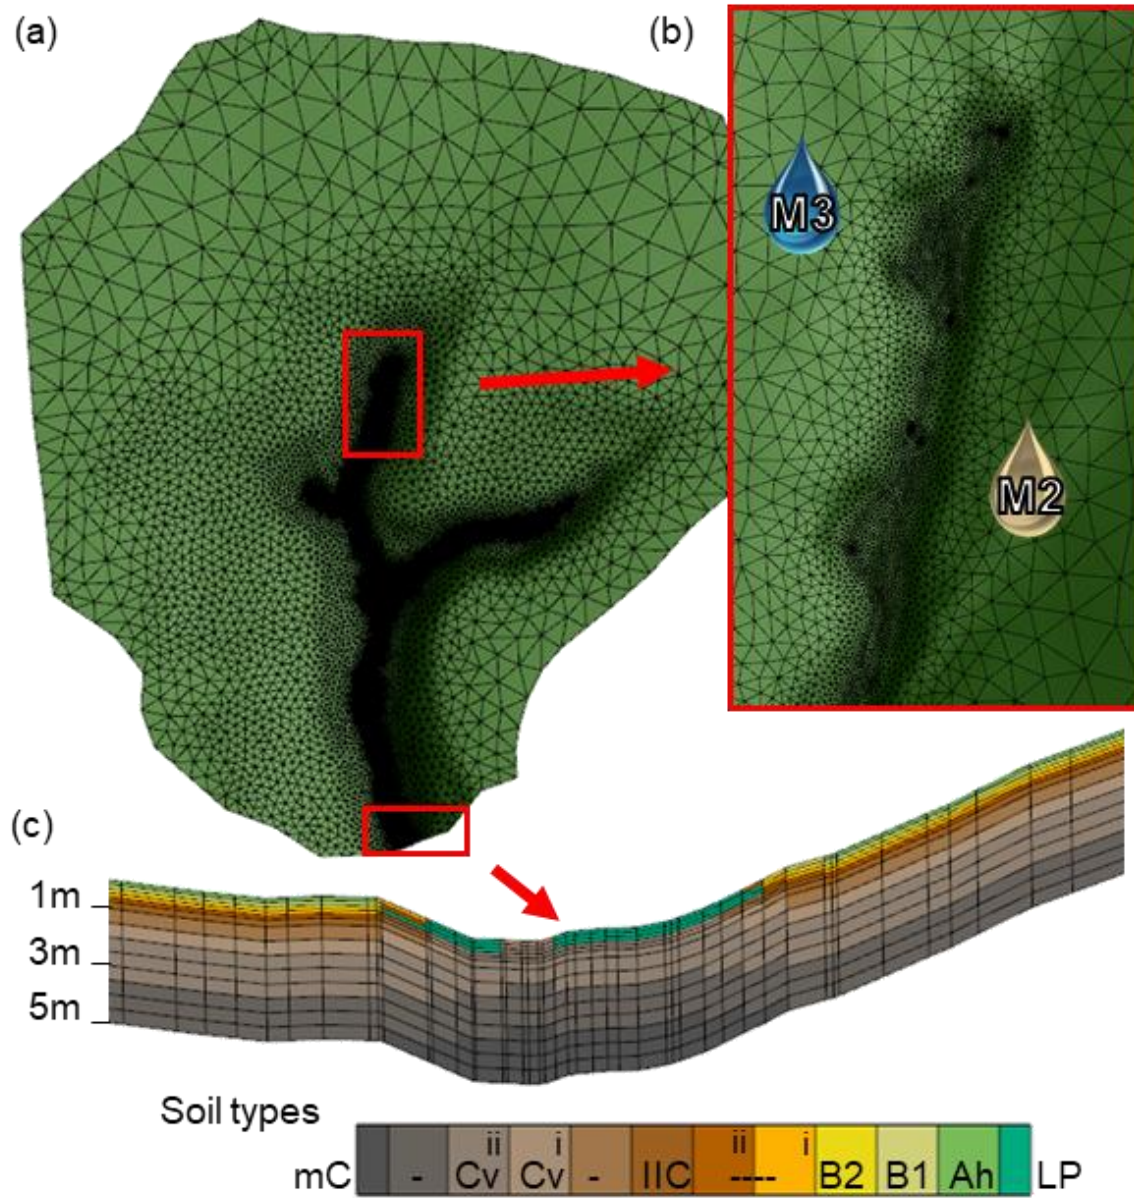 (a)
(b)
M3
M2
(c)
1m
3m
5m
Soil types
ii i ii i
mC - Cv Cv - IIC ---- B2 B1 Ah LP